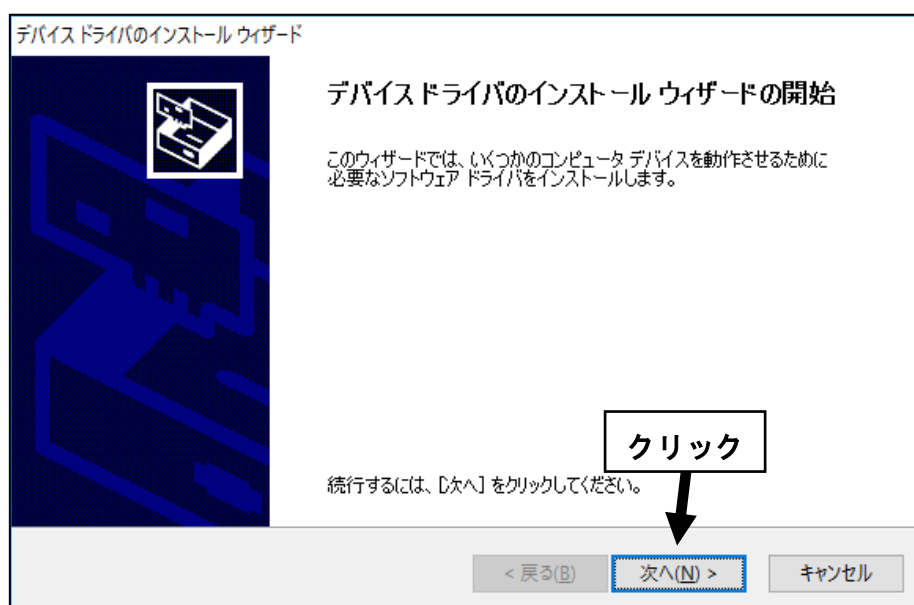 デバイス ドライバのインストール ウィザード
デバイス ドライバのインストール ウィザードの開始
このウィザードでは、いくつかのコンピュータ デバイスを動作させるために
必要なソフトウェア ドライバをインストールします。
クリック
続行するには、[次へ] をクリックしてください。
< 戻る(B)
次へ(N) >
キャンセル